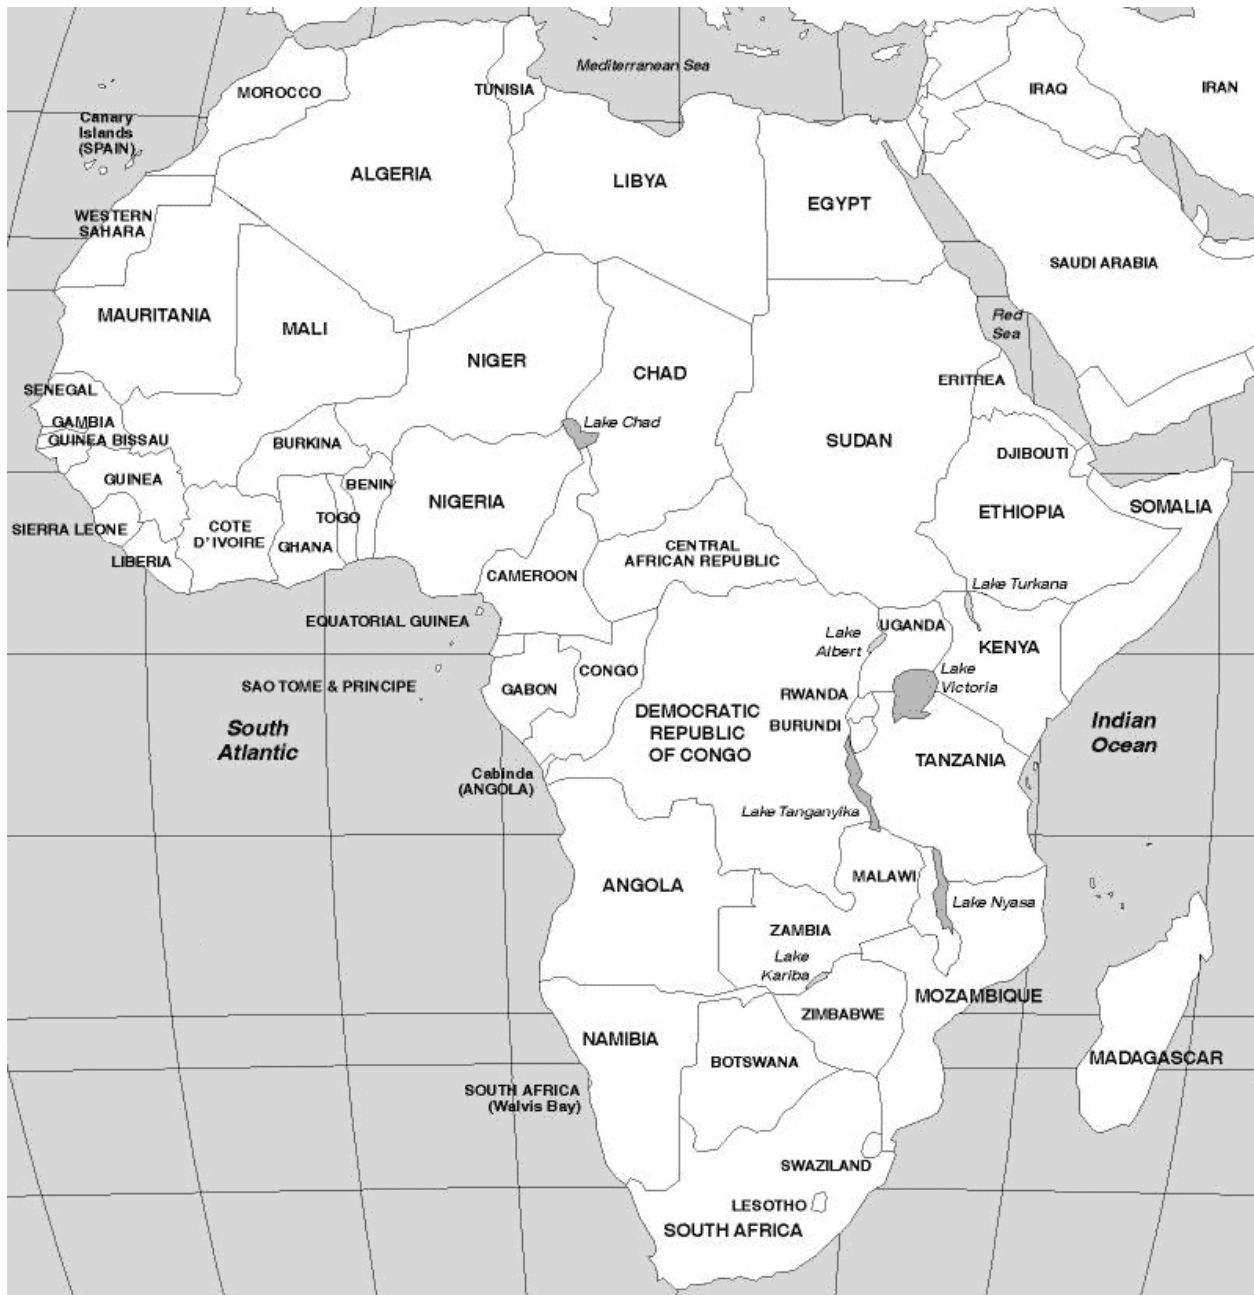 Mediterranean Sea
MOROCCO
TUNISIA
IRAQ
IRAN
Canary
Islands
(SPAIN)
ALGERIA
LIBYA
EGYPT
WESTERN
SAHARA
SAUDI ARABIA
MAURITANIA
MALI
Red
Sea
NIGER
CHAD
ERITREA
SENEGAL
GAMBIA
Lake Chad
GUINEA BISSAU
BURKINA
SUDAN
DJIBOUTI
GUINEA
BENIN
NIGERIA
ETHIOPIA
SOMALIA
TOGO
SIERRA LEONE
COTE
D'IVOIRE
GHANA
CENTRAL
AFRICAN REPUBLIC
LIBERIA
CAMEROON
Lake Turkana
EQUATORIAL GUINEA
UGANDA
Lake
Albert
KENYA
CONGO
Lake
Victoria
SAO TOME & PRINCIPE
GABON
RWANDA
DEMOCRATIC
REPUBLIC
OF CONGO
BURUNDI
South
Atlantic
Indian
Ocean
TANZANIA
Cabinda
(ANGOLA)
Lake Tanganyika
ANGOLA
MALAWI
Lake Nyasa
ZAMBIA
Lake
Kariba
MOZAMBIQUE
ZIMBABWE
NAMIBIA
BOTSWANA
MADAGASCAR
SOUTH AFRICA
(Walvis Bay)
SWAZILAND
LESOTHO
SOUTH AFRICA